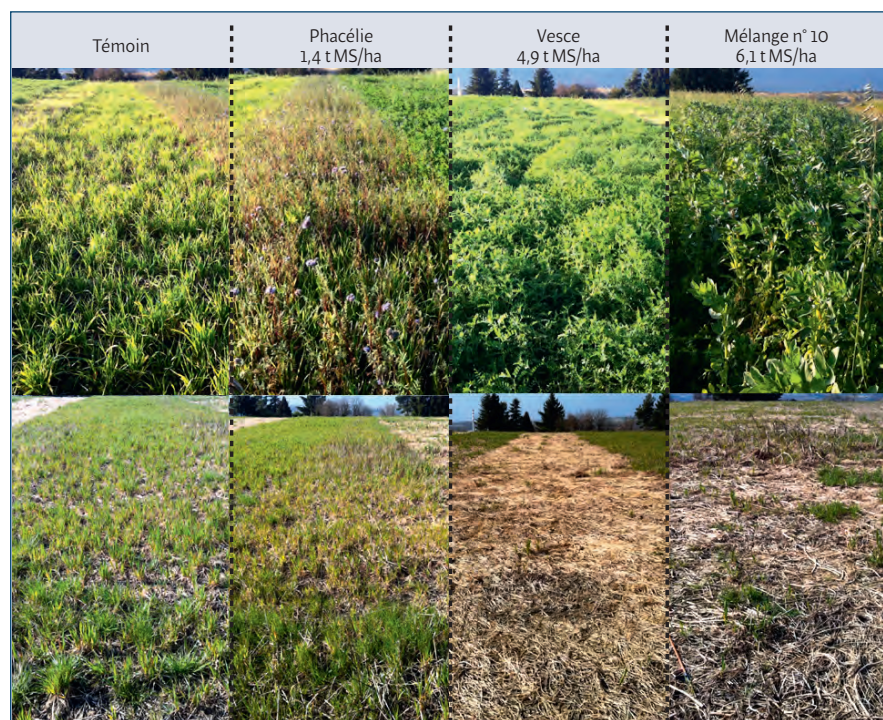 Témoin
Phacélie
1,4 t MS/ha
Vesce
4,9 t MS/ha
Mélange n° 10
6,1 t MS/ha